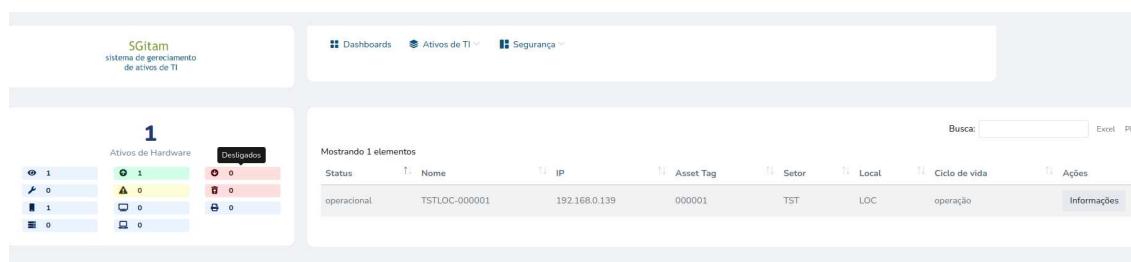 SGitam
sistema de gereciamento
de ativos de TI
Dashboards Ativos de TI Segurança
1
Ativos de Hardware
Desligados
1 1 0
0 0 0
1 0 0
0 0
Busca: Excel
Mostrando 1 elementos
Status Nome IP Asset Tag Setor Local Ciclo de vida Ações
operacional TSTLOC-000001 192.168.0.139 000001 TST LOC operação Informações